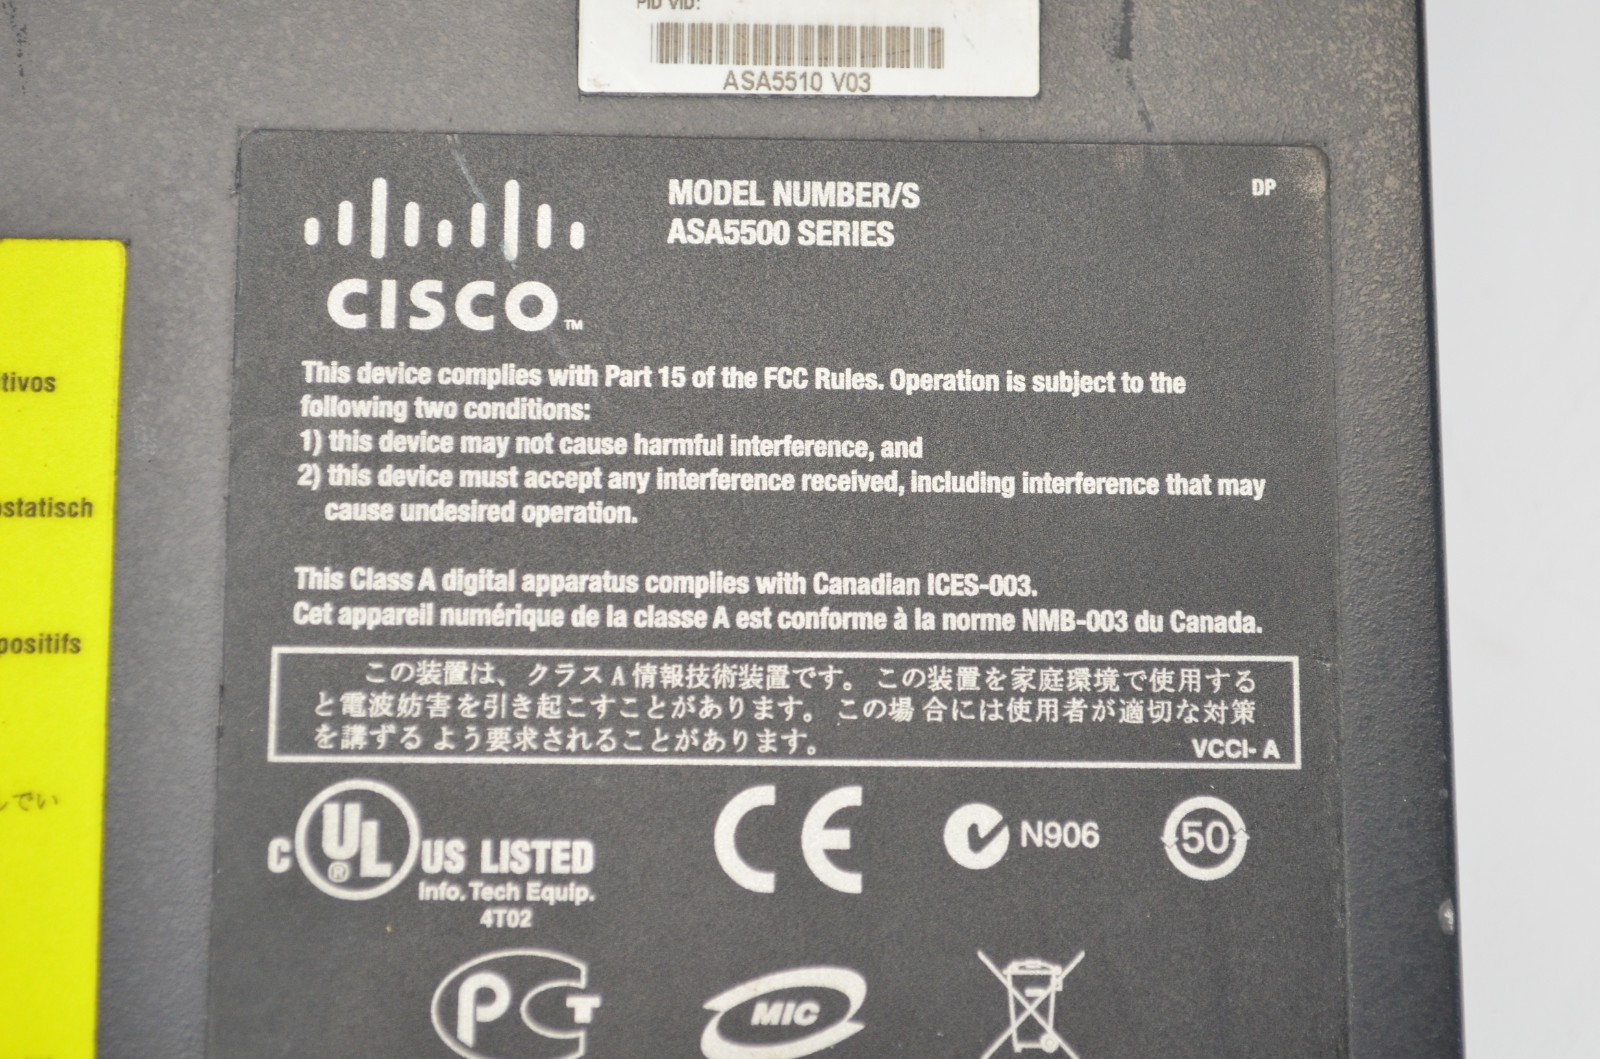 PID VID:
ASA5510 V03
CISCO™
MODEL NUMBER/S
ASA5500 SERIES
DP
This device complies with Part 15 of the FCC Rules. Operation is subject to the
following two conditions:
1) this device may not cause harmful interference, and
2) this device must accept any interference received, including interference that may
cause undesired operation.
This Class A digital apparatus complies with Canadian ICES-003.
Cet appareil numérique de la classe A est conforme à la norme NMB-003 du Canada.
この装置は、クラス A 情報技術装置です。この装置を家庭環境で使用する
と電波妨害を引き起こすことがあります。この場合には使用者が適切な対策
を講ずるよう要求されることがあります。
VCCI- A
C UL ® US LISTED
Info. Tech Equip.
4T02
CE
N906
50
PCT
MIC
tivos
statisch
positifs
でい